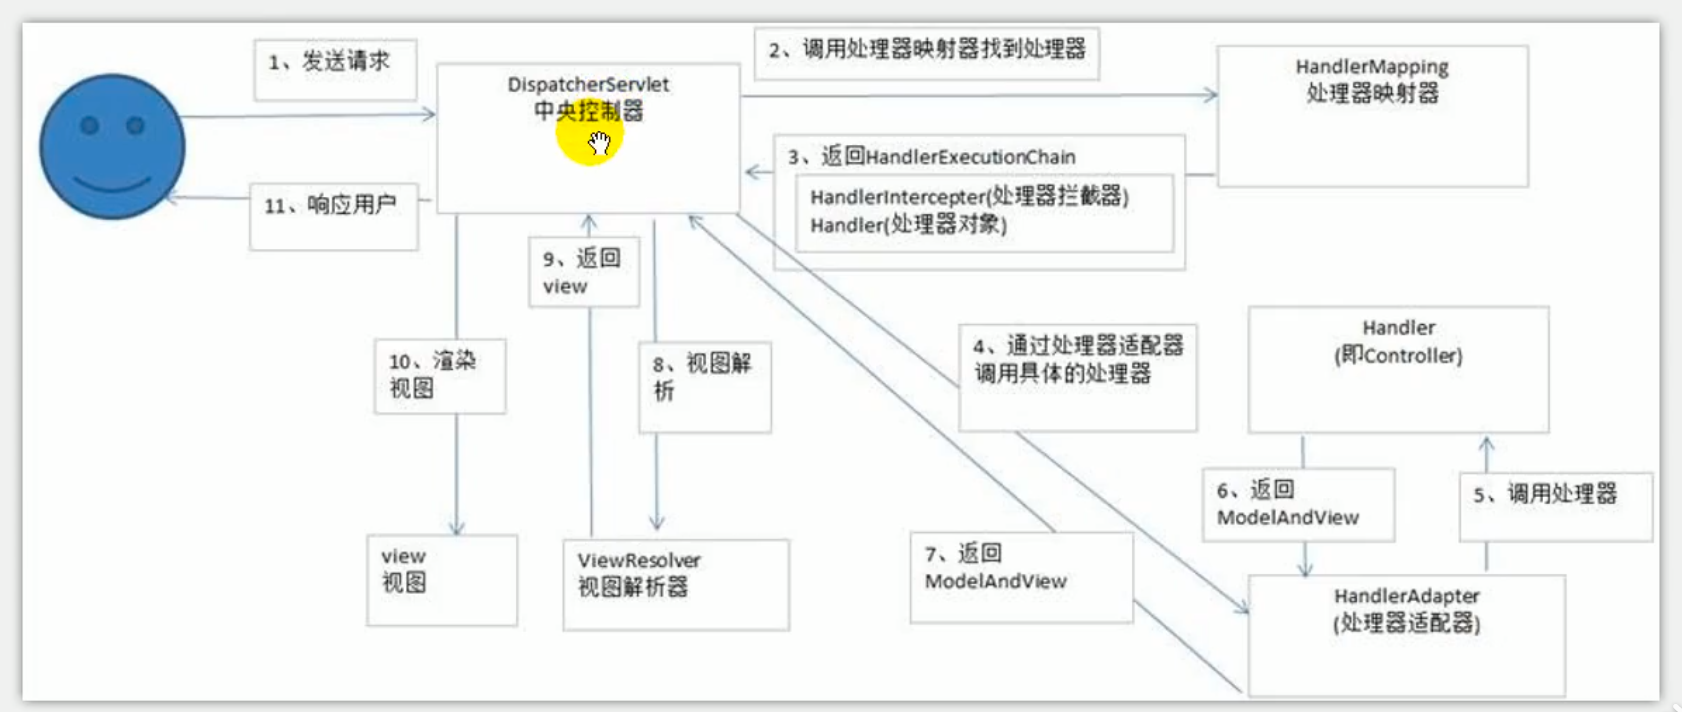 1、发送请求
2、调用处理器映射器找到处理器
DispatcherServlet
中央控制器
HandlerMapping
处理器映射器
3、返回HandlerExecutionChain
HandlerIntercepter(处理器拦截器)
Handler(处理器对象)
11、响应用户
9、返回
view
10、渲染
视图
8、视图解
析
4、通过处理器适配器
调用具体的处理器
Handler
(即Controller)
6、返回
ModelAndView
5、调用处理器
7、返回
ModelAndView
view
视图
ViewResolver
视图解析器
HandlerAdapter
(处理器适配器)